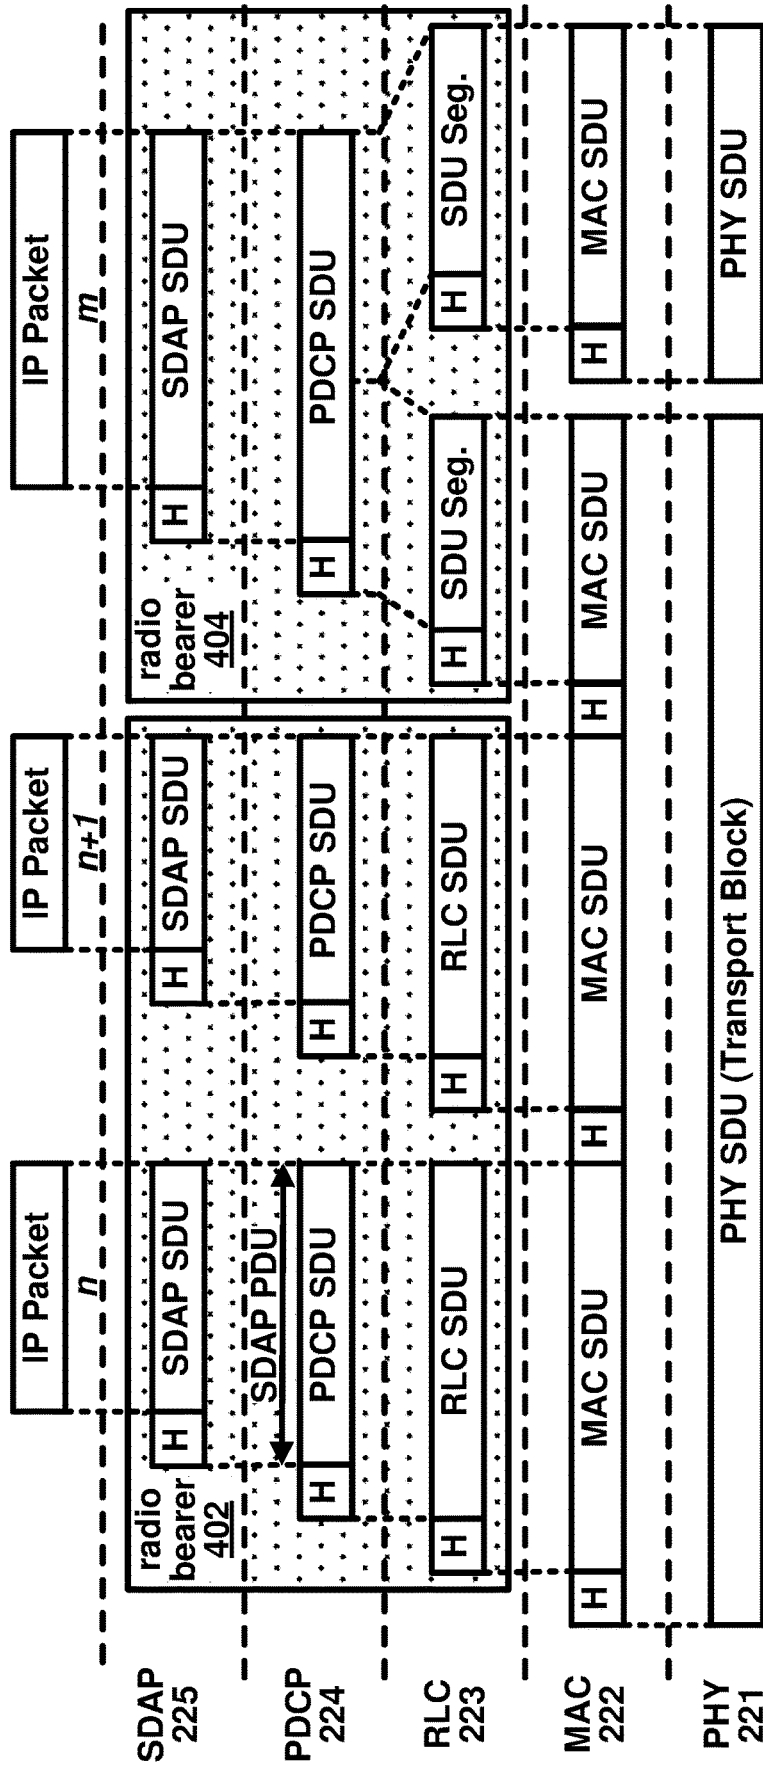 IP Packet
IP Packet
IP Packet
n
n+1
m
SDAP
225
radio
bearer
402
H
SDAP SDU
H
SDAP SDU
radio
bearer
404
H
SDAP SDU
SDAP PDU
PDCP
224
H
PDCP SDU
H
PDCP SDU
H
PDCP SDU
RLC
223
H
RLC SDU
H
RLC SDU
H
SDU Seg.
H
SDU Seg.
MAC
222
H
MAC SDU
H
MAC SDU
H
MAC SDU
H
MAC SDU
PHY
221
PHY SDU (Transport Block)
PHY SDU